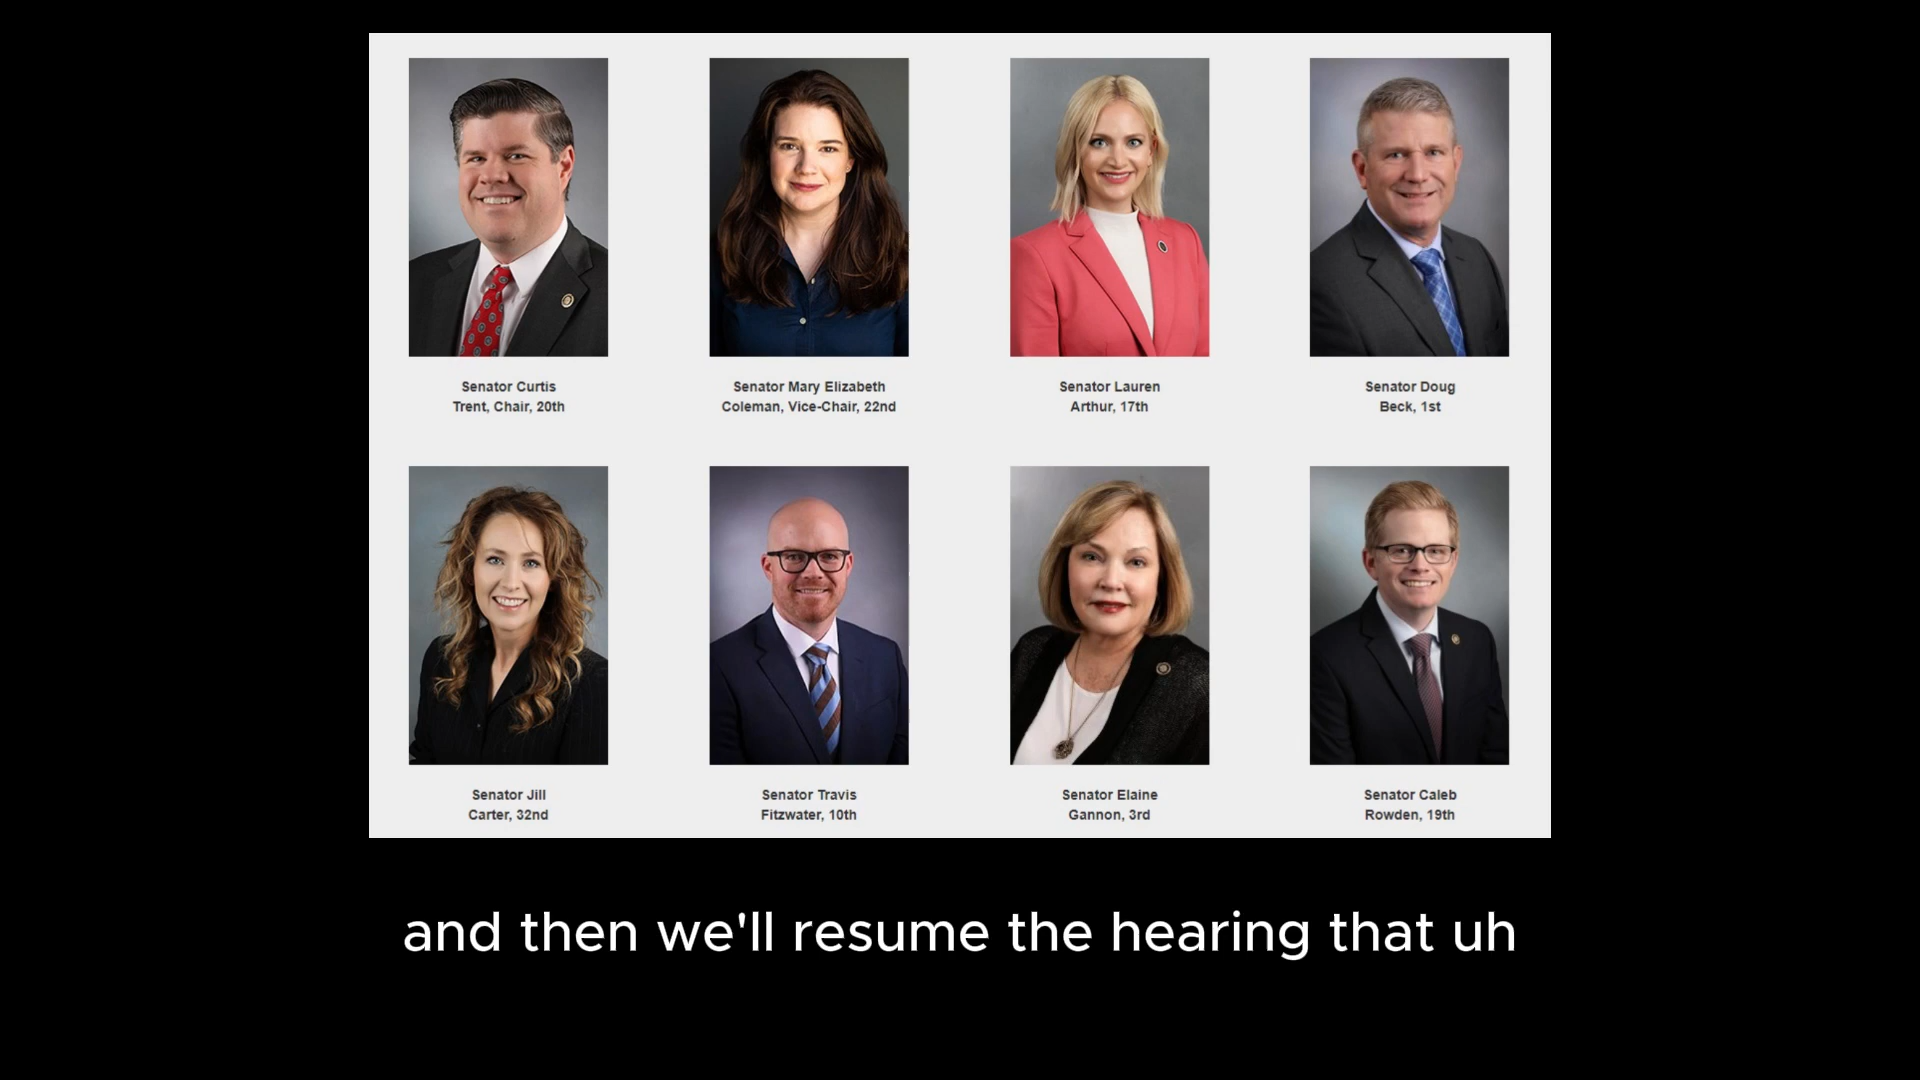 Senator Curtis
Trent, Chair, 20th
Senator Mary Elizabeth
Coleman, Vice-Chair, 22nd
Senator Lauren
Arthur, 17th
Senator Doug
Beck, 1st
Senator Jill
Carter, 32nd
Senator Travis
Fitzwater, 10th
Senator Elaine
Gannon, 3rd
Senator Caleb
Rowden, 19th
and then we'll resume the hearing that uh